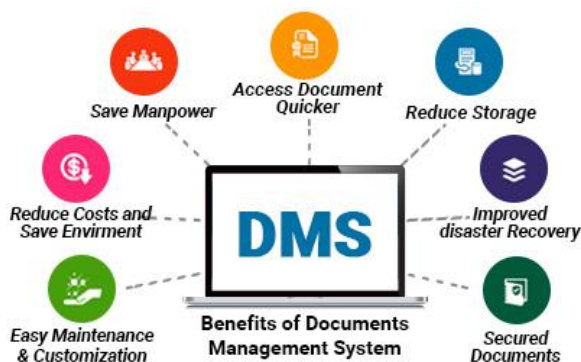 Access Document
Quicker
Save Manpower
Reduce Storage
Reduce Costs and
Save Envirment
DMS
Improved
disaster Recovery
Easy Maintenance
& Customization
Benefits of Documents
Management System
Secured
Documents